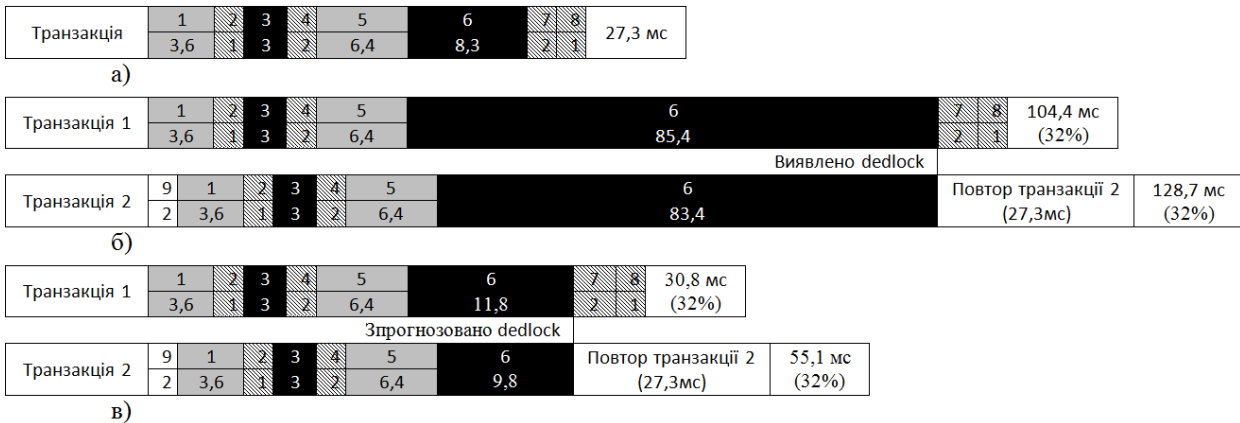 Транзакція 1 2 3 4 5 6 7 8 27,3 мс
3,6 1 3 2 6,4 8,3 2 1
а)
Транзакція 1 1 2 3 4 5 6 7 8 104,4 мс
3,6 1 3 2 6,4 85,4 2 1 (32%)
Виявлено dedlock
Транзакція 2 9 1 2 3 4 5 6 Повтор транзакції 2 128,7 мс
2 3,6 1 3 2 6,4 83,4 (27,3мс) (32%)
б)
Транзакція 1 1 2 3 4 5 6 7 8 30,8 мс
3,6 1 3 2 6,4 11,8 2 1 (32%)
Зпрогнозовано dedlock
Транзакція 2 9 1 2 3 4 5 6 Повтор транзакції 2 55,1 мс
2 3,6 1 3 2 6,4 9,8 (27,3мс) (32%)
в)